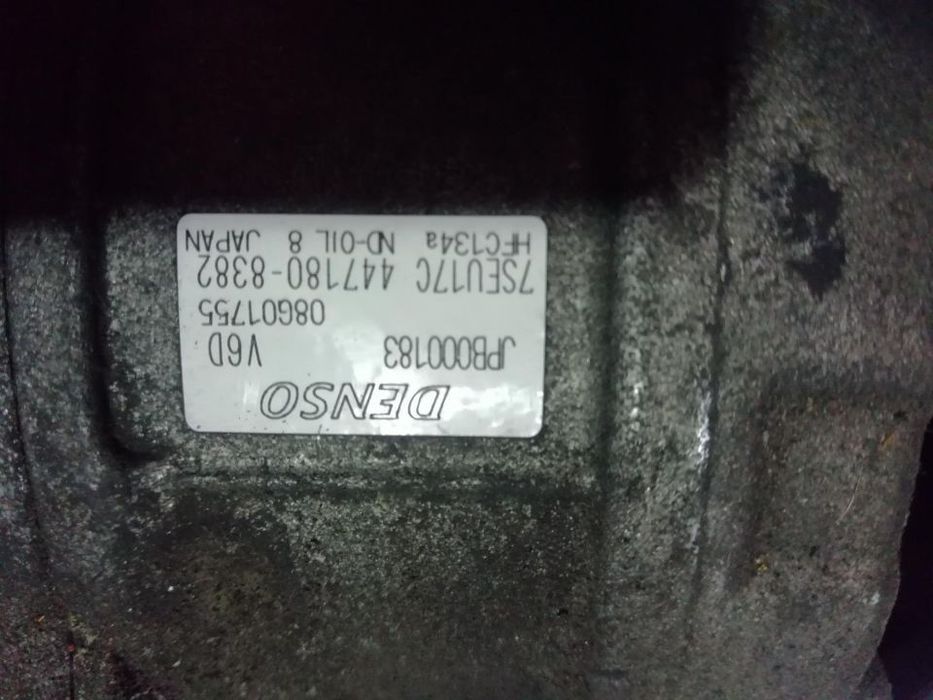 DENSO
JPB000183 V6D
08G01755
7SEU17C 447180-8382
HFC134a ND-OIL 8 JAPAN